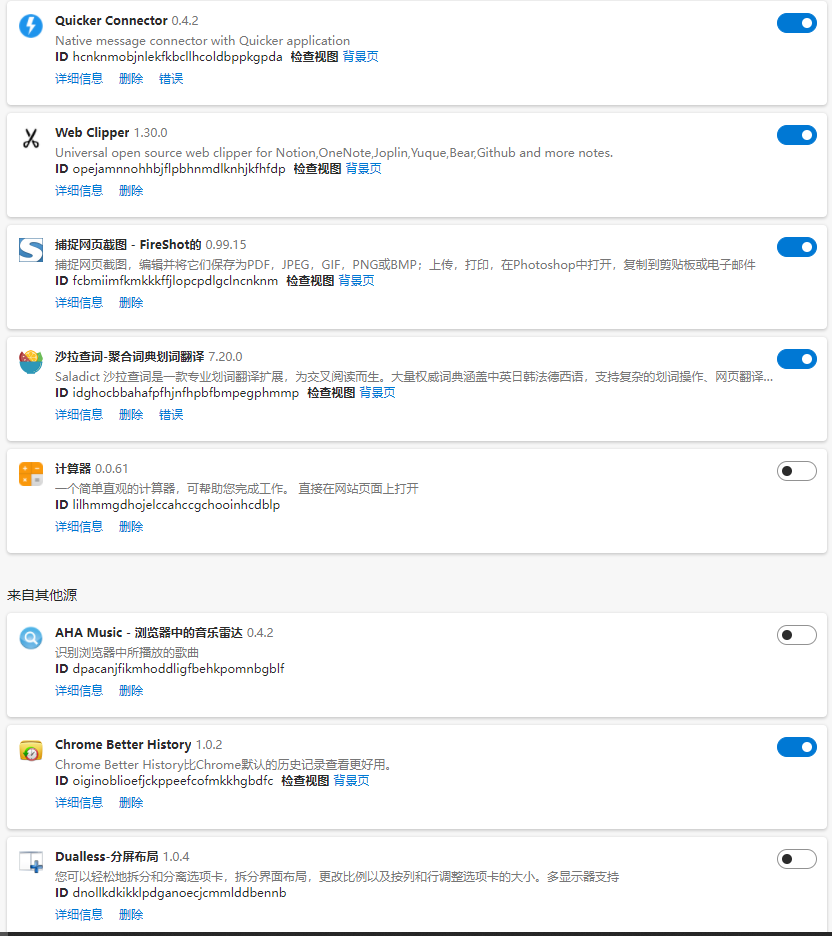 Quicker Connector 0.4.2
Native message connector with Quicker application
ID hcnknmobjnlekfkbcllhcoldbppkgpda 检查视图 背景页
详细信息 删除 错误
Web Clipper 1.30.0
Universal open source web clipper for Notion,OneNote,Joplin,Yuque,Bear,Github and more notes.
ID opejamnnohhbjflpbhnmdlknhjkfhfdp 检查视图 背景页
详细信息 删除
捕捉网页截图 - FireShot的 0.99.15
捕捉网页截图，编辑并将它们保存为PDF，JPEG，GIF，PNG或BMP；上传，打印，在Photoshop中打开，复制到剪贴板或电子邮件
ID fcbmiimfkmkkkffjlopcpdlgclncnknm 检查视图 背景页
详细信息 删除
沙拉查词-聚合词典划词翻译 7.20.0
Saladict 沙拉查词是一款专业划词翻译扩展，为交叉阅读而生。大量权威词典涵盖中英日韩法德西语，支持复杂的划词操作、网页翻译...
ID idghocbbahafpfhjnfhpbfbmpegphmmp 检查视图 背景页
详细信息 删除 错误
计算器 0.0.61
一个简单直观的计算器，可帮助您完成工作。 直接在网站页面上打开
ID lilhmmgdhojelccahccgchooinhcdblp
详细信息 删除
来自其他源
AHA Music - 浏览器中的音乐雷达 0.4.2
识别浏览器中所播放的歌曲
ID dpacanjfikmhoddligfbehkpomnbgblf
详细信息 删除
Chrome Better History 1.0.2
Chrome Better History比Chrome默认的历史记录查看更好用。
ID oiginoblioefjckppeefcofmkkhgbdfc 检查视图 背景页
详细信息 删除
Dualless-分屏布局 1.0.4
您可以轻松地拆分和分离选项卡，拆分界面布局，更改比例以及按列和行调整选项卡的大小。多显示器支持
ID dnollkdkikklpdganoecjcmmlddbennb
详细信息 删除